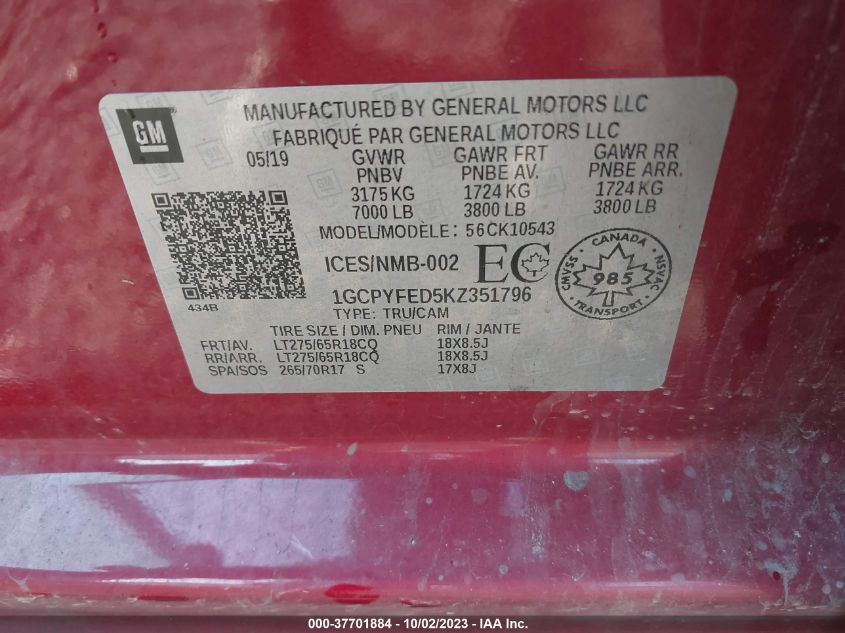 GM
MANUFACTURED BY GENERAL MOTORS LLC
FABRIQUÉ PAR GENERAL MOTORS LLC
05/19 GVWR GAWR FRT GAWR RR
PNBV PNBE AV. PNBE ARR.
3175 KG 1724 KG 1724 KG
7000 LB 3800 LB 3800 LB
MODEL/MODÈLE: 56CK10543
ICES/NMB-002 EC
CANADA
CMVSS 985 NSVAC
TRANSPORT
434B
1GCPYFED5KZ351796
TYPE: TRU/CAM
TIRE SIZE / DIM. PNEU RIM / JANTE
FRT/AV. LT275/65R18CQ 18X8.5J
RR/ARR. LT275/65R18CQ 18X8.5J
SPA/SOS 265/70R17 S 17X8J
000-37701884 - 10/02/2023 - © IAA Inc.